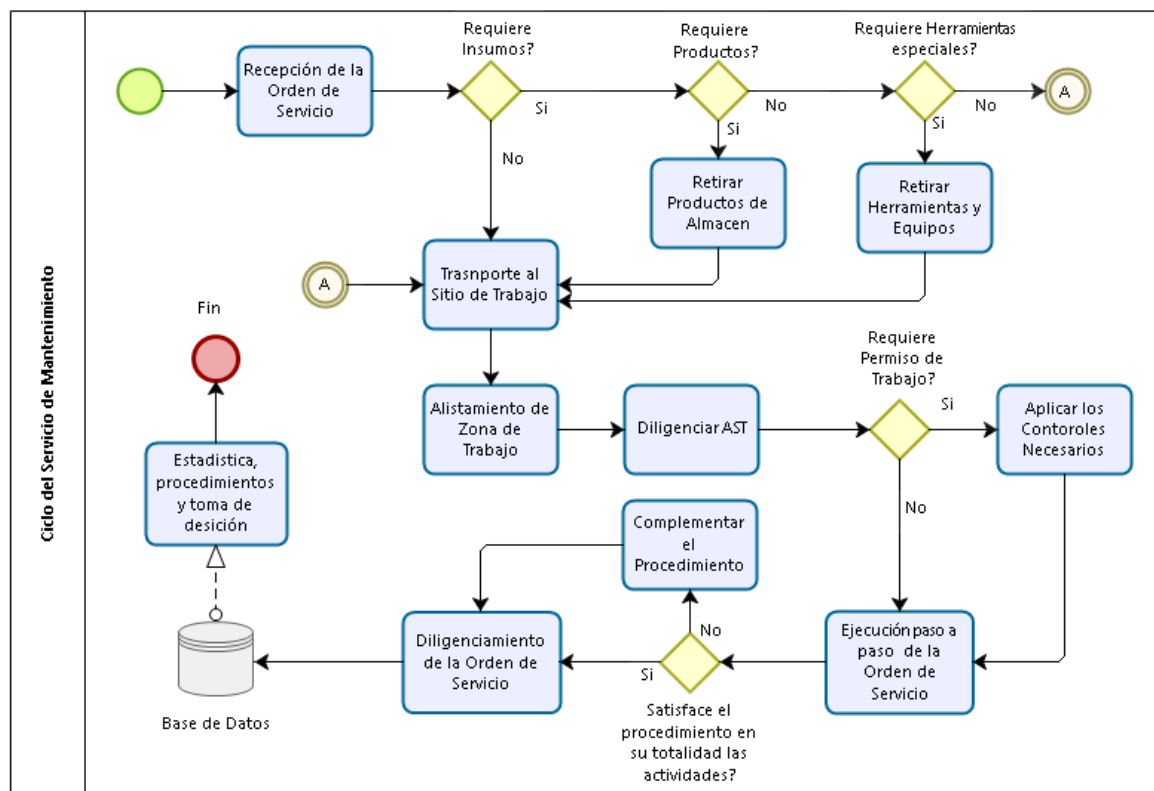 Ciclo del Servicio de Mantenimiento
Recepción de la
Orden de
Servicio
Requiere
Insumos?
Si
No
Requiere
Productos?
No
Si
Requiere Herramientas
especiales?
No
Si
A
Retirar
Productos de
Almacen
Retirar
Herramientas y
Equipos
A
Trasnporte al
Sitio de Trabajo
Fin
Alistamiento de
Zona de
Trabajo
Diligenciar AST
Requiere
Permiso de
Trabajo?
Si
No
Aplicar los
Contoroles
Necesarios
Estadistica,
procedimientos
y toma de
desición
Complementar
el
Procedimiento
Ejecución paso a
paso de la
Orden de
Servicio
No
Si
Satisface el
procedimiento en
su totalidad las
actividades?
Diligenciamiento
de la Orden de
Servicio
Base de Datos